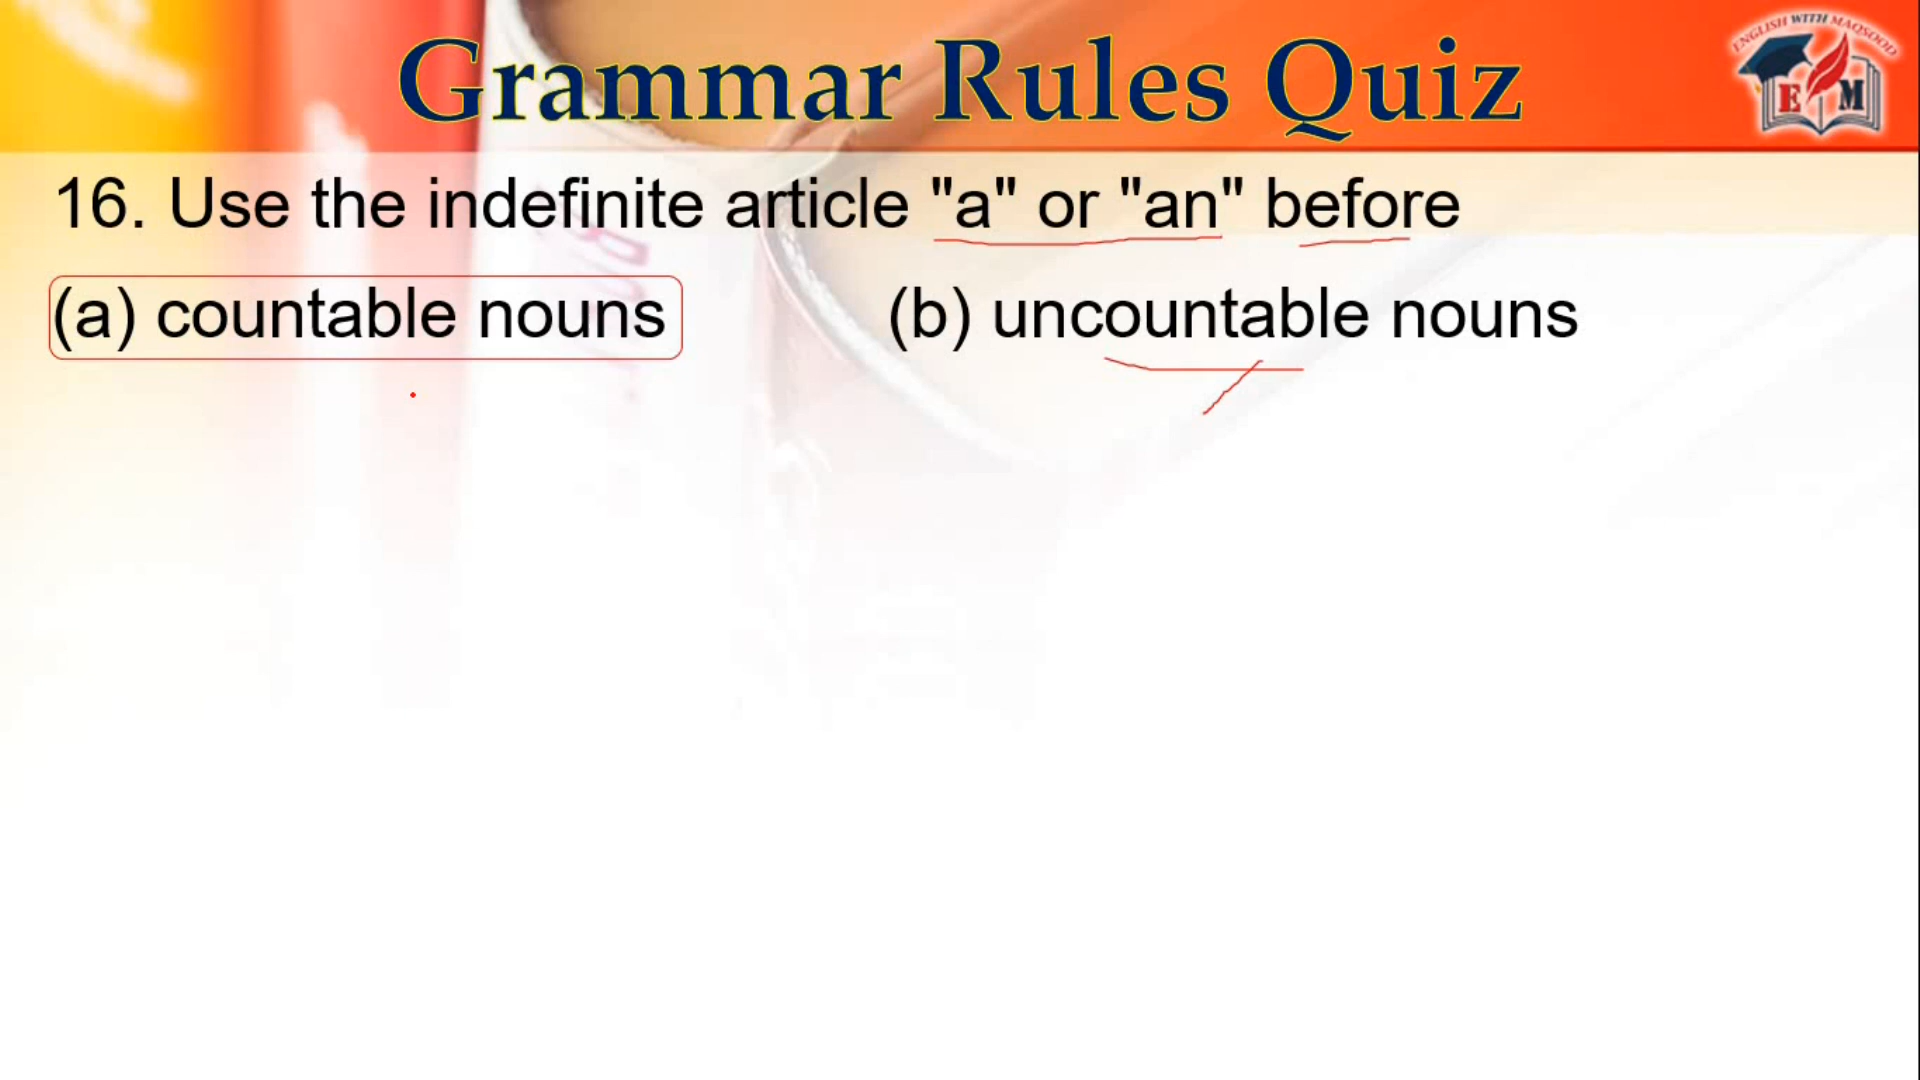 Grammar Rules Quiz
ENGLISH WITH MAQSOOD
E M
16. Use the indefinite article "a" or "an" before
(a) countable nouns (b) uncountable nouns